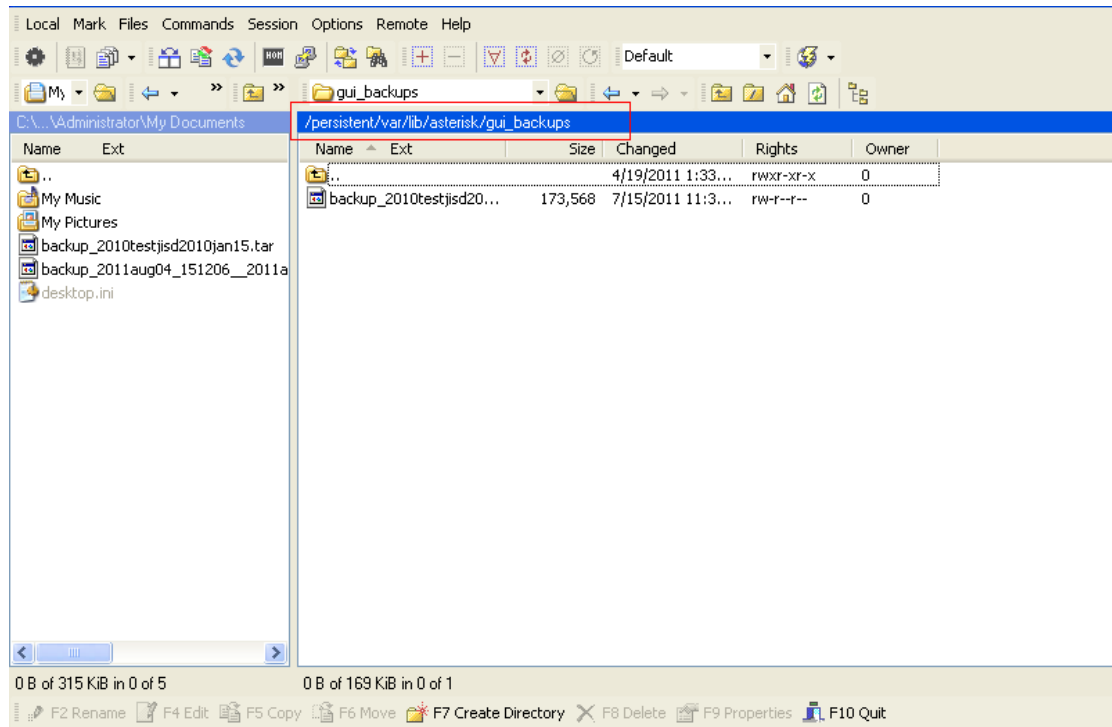 Local Mark Files Commands Session Options Remote Help
Default
gui_backups
C:\...\Administrator\My Documents /persistent/var/lib/asterisk/gui_backups
Name Ext Name Ext Size Changed Rights Owner
.. .. 4/19/2011 1:33... rwxr-xr-x 0
My Music backup_2010testjisd20... 173,568 7/15/2011 11:3... rw-r--r-- 0
My Pictures
backup_2010testjisd2010jan15.tar
backup_2011aug04_151206__2011a
desktop.ini
0 B of 315 KiB in 0 of 5 0 B of 169 KiB in 0 of 1
F2 Rename F4 Edit F5 Copy F6 Move F7 Create Directory F8 Delete F9 Properties F10 Quit